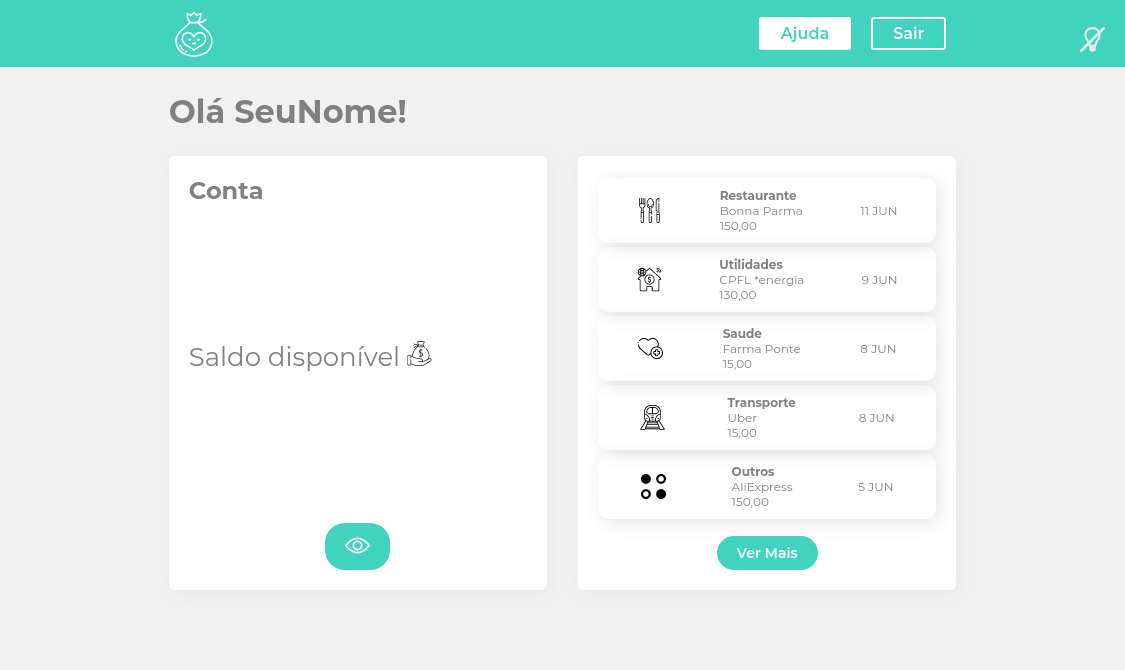 Ajuda
Sair
Olá SeuNome!
Conta
Saldo disponível
Restaurante
Bonna Parma
150,00
11 JUN
Utilidades
CPFL *energia
130,00
9 JUN
Saude
Farma Ponte
15,00
8 JUN
Transporte
Uber
15,00
8 JUN
Outros
AliExpress
150,00
5 JUN
Ver Mais